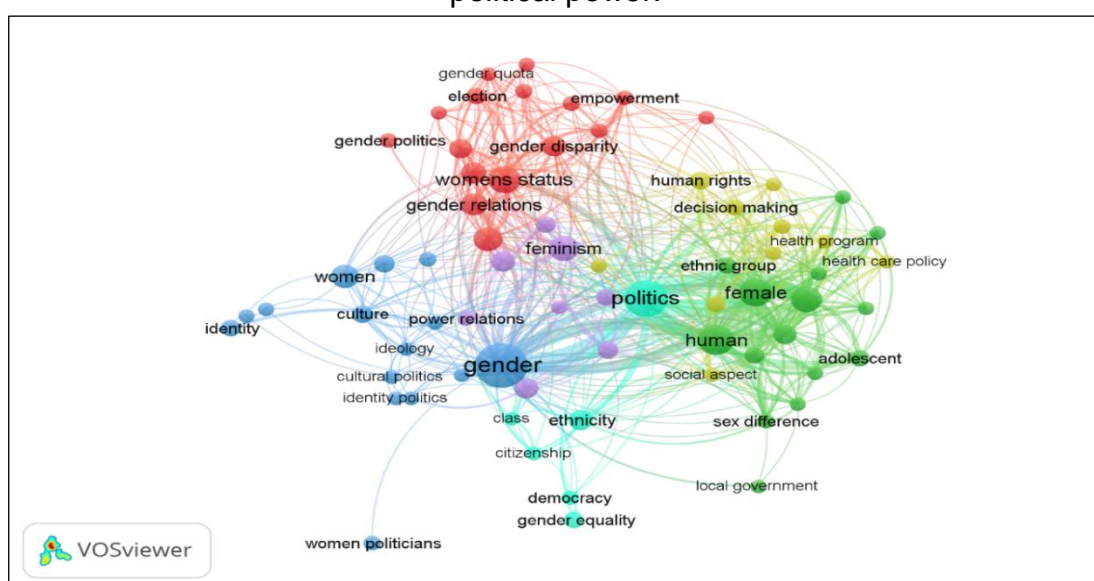 political power.
gender quota
election
empowerment
gender politics
gender disparity
womens status
human rights
gender relations
decision making
feminism
health program
ethnic group
health care policy
women
politics
female
culture
power relations
identity
human
ideology
gender
adolescent
cultural politics
social aspect
identity politics
class
ethnicity
sex difference
citizenship
local government
democracy
gender equality
women politicians
VOSviewer